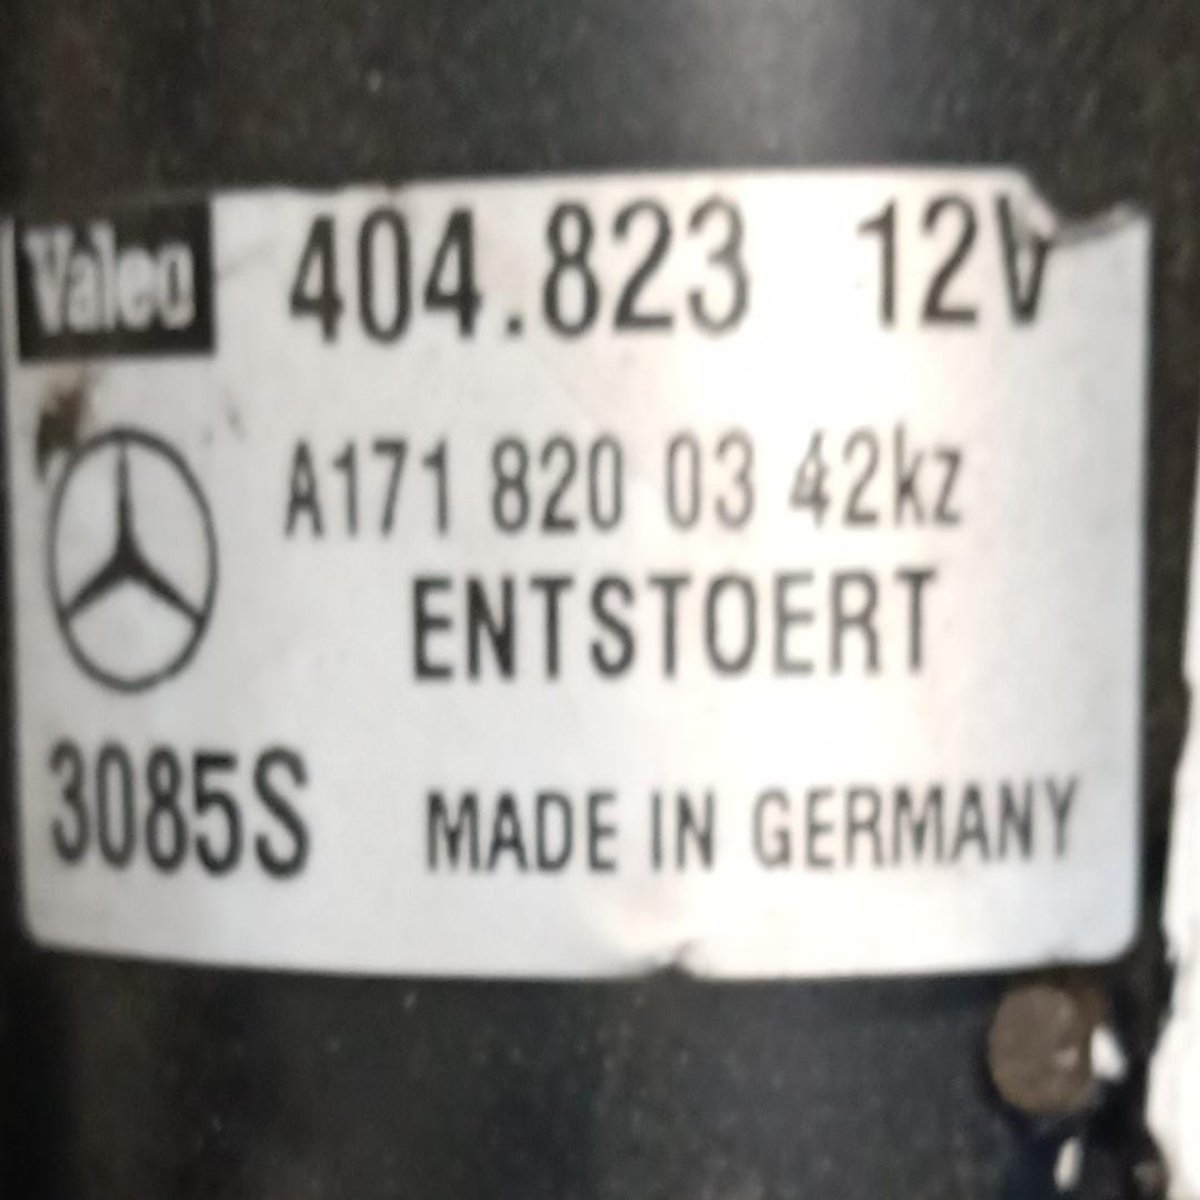 Valeo 404.823 12V
A171 820 03 42kz
ENTSTOERT
3085S MADE IN GERMANY